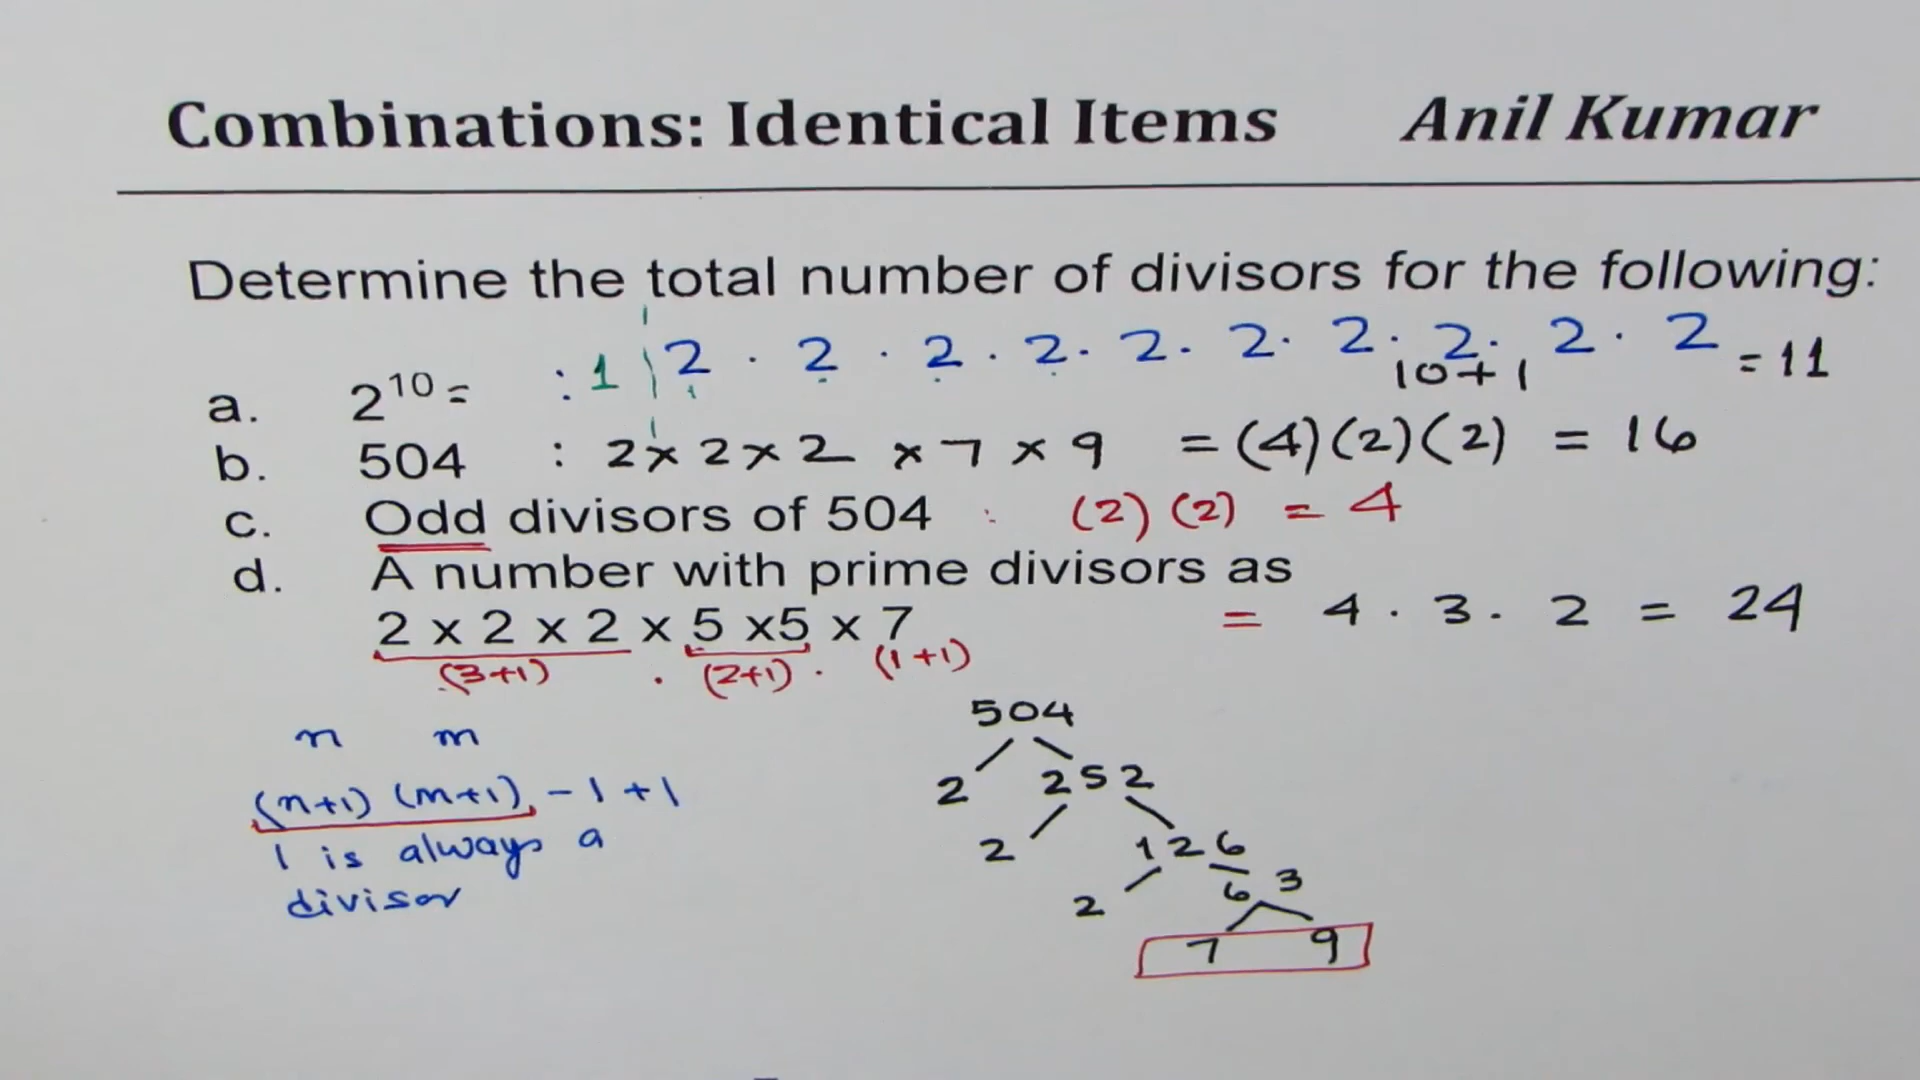 Combinations: Identical Items Anil Kumar
Determine the total number of divisors for the following:
a. 2^10 = : 1 | 2 · 2 · 2 · 2 · 2 · 2 · 2 · 2 · 2 · 2 = 11
10+1
b. 504 : 2 x 2 x 2 x 7 x 9 = (4)(2)(2) = 16
c. Odd divisors of 504 : (2) (2) = 4
d. A number with prime divisors as
2 x 2 x 2 x 5 x5 x 7 = 4 · 3 · 2 = 24
(3+1) · (2+1) · (1+1)
n m
(n+1) (m+1) - 1 + 1
1 is always a
divisor
504
2 252
2 126
2 63
7 9